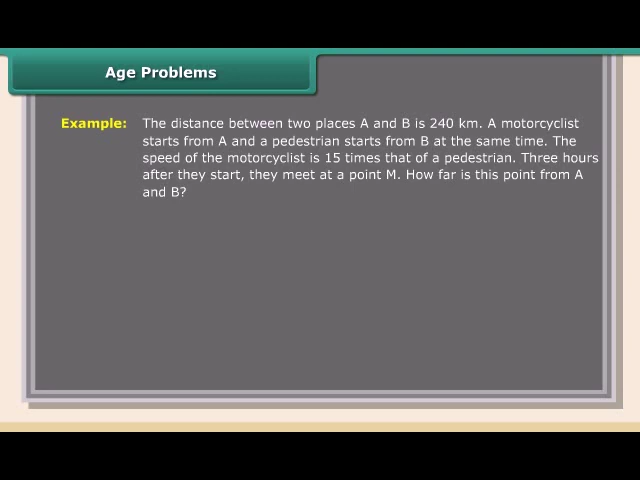 Age Problems
Example: The distance between two places A and B is 240 km. A motorcyclist
starts from A and a pedestrian starts from B at the same time. The
speed of the motorcyclist is 15 times that of a pedestrian. Three hours
after they start, they meet at a point M. How far is this point from A
and B?